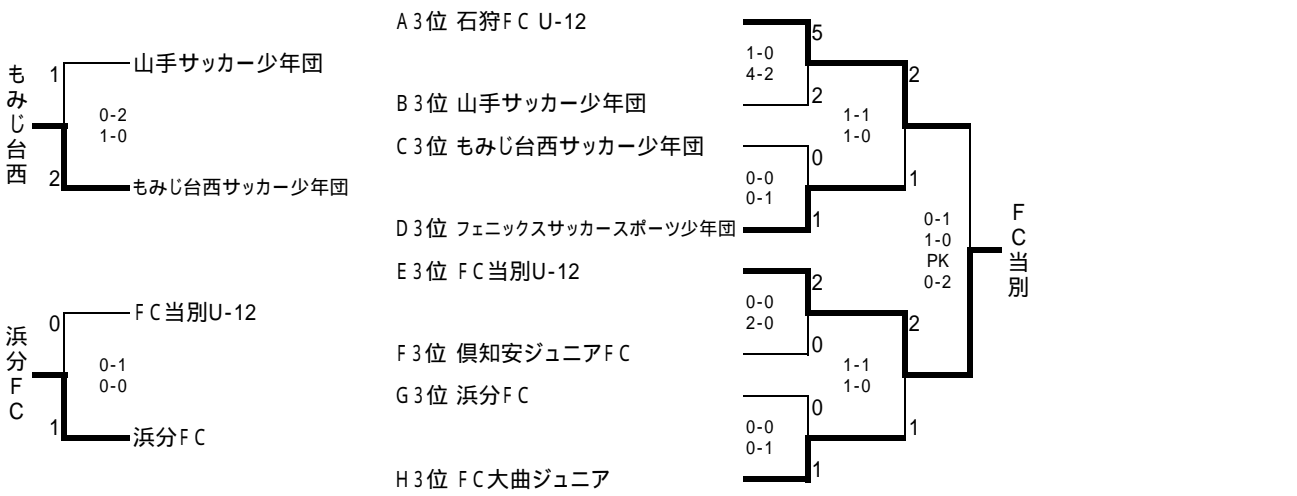 もみじ台西
1
山手サッカー少年団
0-2
1-0
2
もみじ台西サッカー少年団
浜分FC
0
FC当別U-12
0-1
0-0
1
浜分FC
A3位 石狩FC U-12
B3位 山手サッカー少年団
C3位 もみじ台西サッカー少年団
D3位 フェニックスサッカースポーツ少年団
E3位 FC当別U-12
F3位 倶知安ジュニアFC
G3位 浜分FC
H3位 FC大曲ジュニア
5
1-0
4-2
2
0
0-0
0-1
1
2
0-0
2-0
0
0
0-0
0-1
1
2
1-1
1-0
1
2
1-1
1-0
1
0-1
1-0
PK
0-2
FC当別